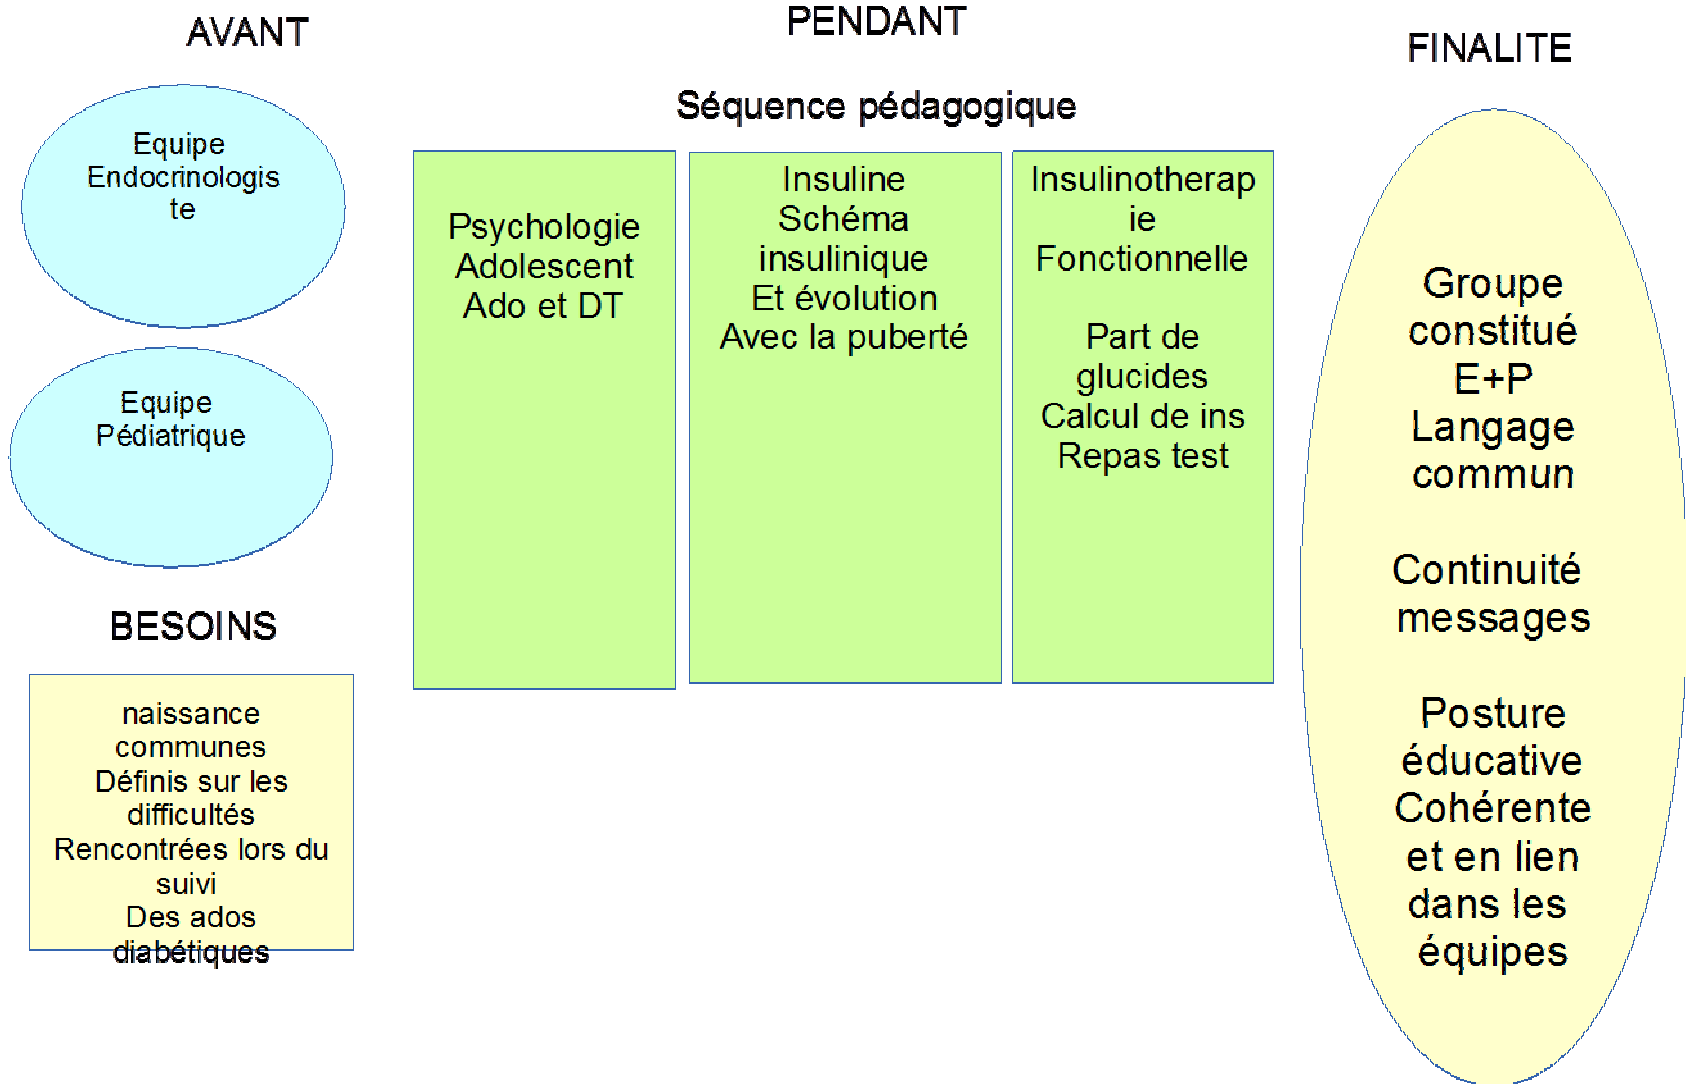 AVANT
Equipe
Endocrinologis
te
Equipe
Pédiatrique
BESOINS
naissance
communes
Définis sur les
difficultés
Rencontrées lors du
suivi
Des ados
diabétiques
PENDANT
Séquence pédagogique
Psychologie
Adolescent
Ado et DT
Insuline
Schéma
insulinique
Et évolution
Avec la puberté
Insulinotherap
ie
Fonctionnelle
Part de
glucides
Calcul de ins
Repas test
FINALITE
Groupe
constitué
E+P
Langage
commun
Continuité
messages
Posture
éducative
Cohérente
et en lien
dans les
équipes